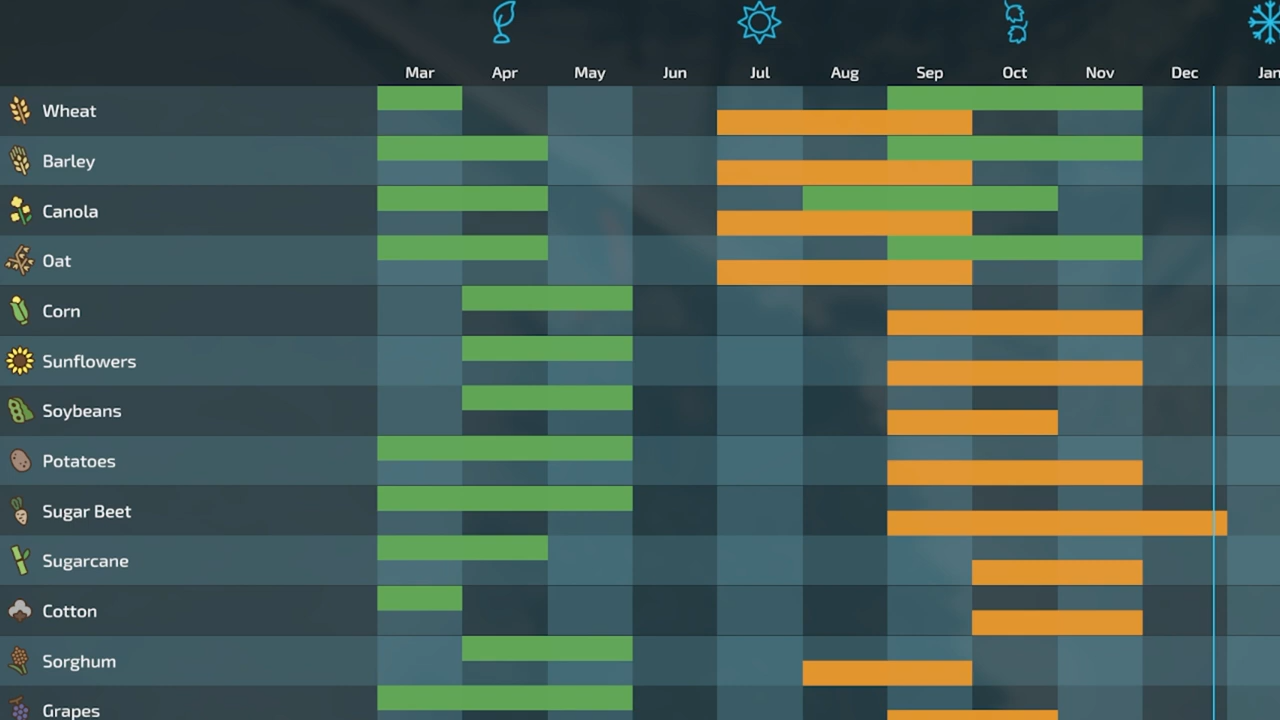 Mar Apr May Jun Jul Aug Sep Oct Nov Dec Jan
Wheat
Barley
Canola
Oat
Corn
Sunflowers
Soybeans
Potatoes
Sugar Beet
Sugarcane
Cotton
Sorghum
Grapes